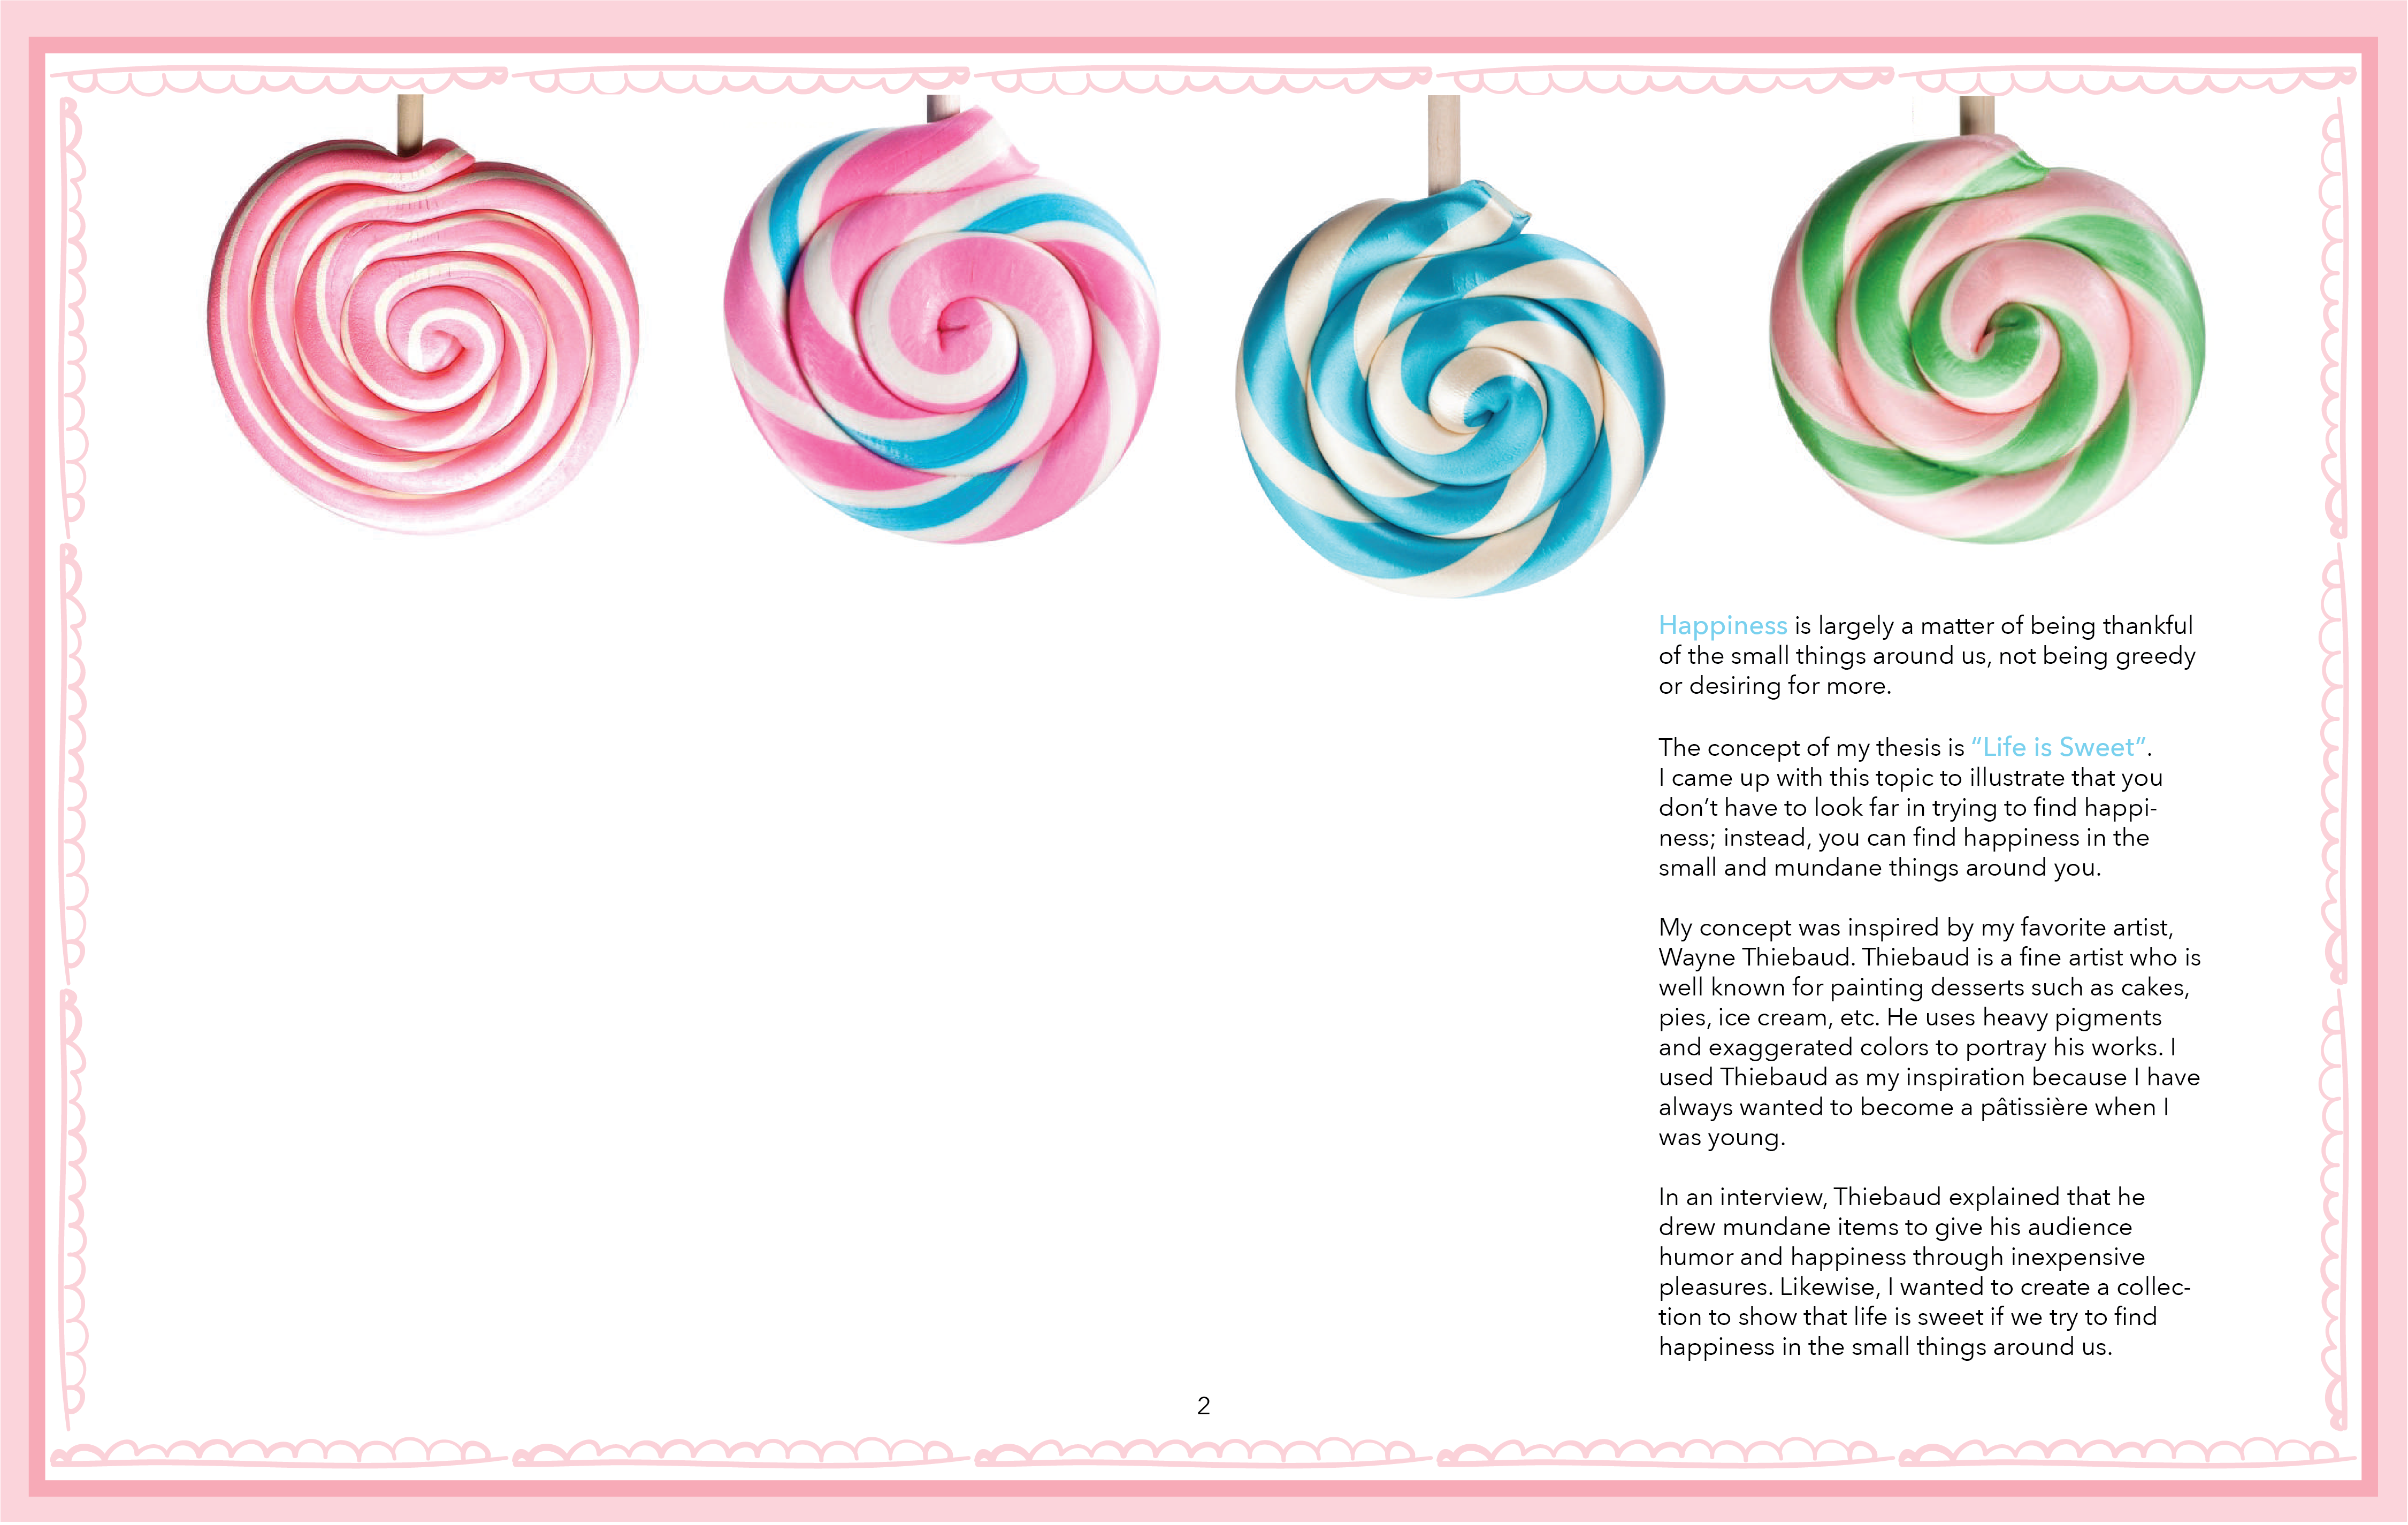 Happiness is largely a matter of being thankful
of the small things around us, not being greedy
or desiring for more.
The concept of my thesis is “Life is Sweet”.
I came up with this topic to illustrate that you
don’t have to look far in trying to find happi-
ness; instead, you can find happiness in the
small and mundane things around you.
My concept was inspired by my favorite artist,
Wayne Thiebaud. Thiebaud is a fine artist who is
well known for painting desserts such as cakes,
pies, ice cream, etc. He uses heavy pigments
and exaggerated colors to portray his works. I
used Thiebaud as my inspiration because I have
always wanted to become a pâtissière when I
was young.
In an interview, Thiebaud explained that he
drew mundane items to give his audience
humor and happiness through inexpensive
pleasures. Likewise, I wanted to create a collec-
tion to show that life is sweet if we try to find
happiness in the small things around us.
2